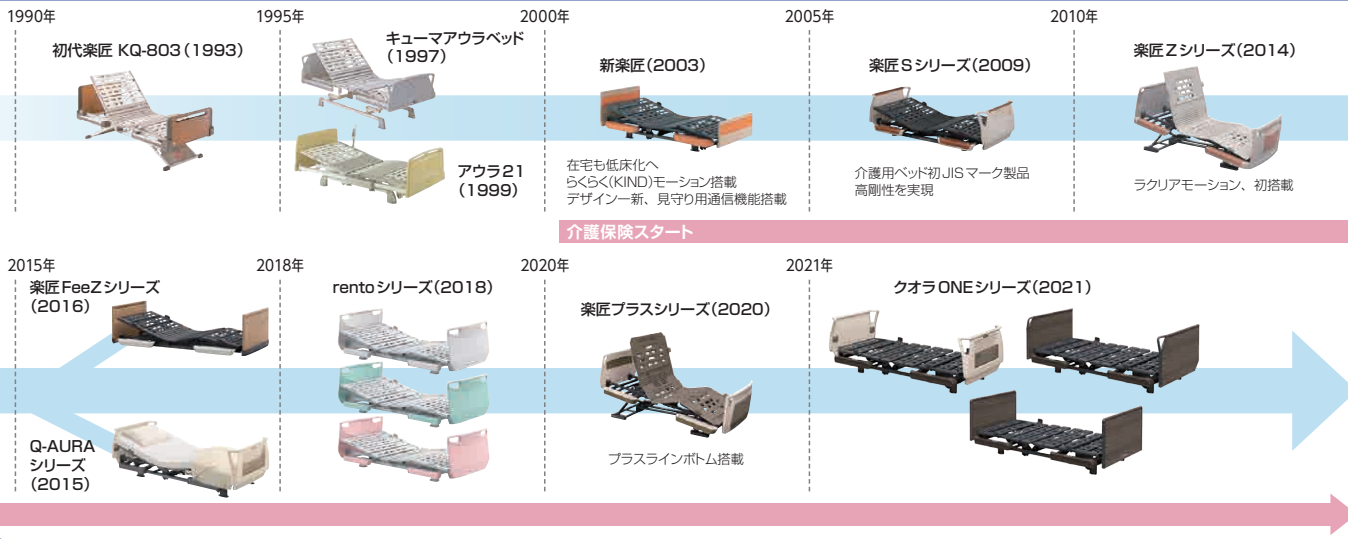 1990年
1995年
2000年
2005年
2010年
初代楽匠 KQ-803（1993）
キューマアウラベッド
（1997）
アウラ21
（1999）
新楽匠（2003）
在宅も低床化へ
らくらく(KIND)モーション搭載
デザイン一新、見守り用通信機能搭載
楽匠Sシリーズ（2009）
介護用ベッド初JISマーク製品
高剛性を実現
楽匠Zシリーズ（2014）
ラクリアモーション、初搭載
介護保険スタート
2015年
2018年
2020年
2021年
楽匠FeeZシリーズ
（2016）
Q-AURA
シリーズ
（2015）
rentoシリーズ（2018）
楽匠プラスシリーズ（2020）
プラスラインボトム搭載
クオラONEシリーズ（2021）